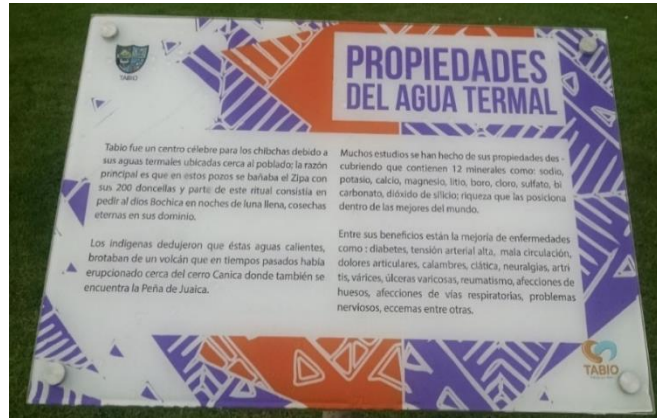 TABIO
PROPIEDADES
DEL AGUA TERMAL
Tabio fue un centro célebre para los chibchas debido a
sus aguas termales ubicadas cerca al poblado; la razón
principal es que en estos pozos se bañaba el Zipa con
sus 200 doncellas y parte de este ritual consistía en
pedir al dios Bochica en noches de luna llena, cosechas
eternas en sus dominio.
Los indígenas dedujeron que éstas aguas calientes,
brotaban de un volcán que en tiempos pasados había
erupcionado cerca del cerro Canica donde también se
encuentra la Peña de Juaica.
Muchos estudios se han hecho de sus propiedades des -
cubriendo que contienen 12 minerales como: sodio,
potasio, calcio, magnesio, litio, boro, cloro, sulfato, bi
carbonato, dióxido de silicio; riqueza que las posiciona
dentro de las mejores del mundo.
Entre sus beneficios están la mejoría de enfermedades
como : diabetes, tensión arterial alta, mala circulación,
dolores articulares, calambres, ciática, neuralgias, artri
tis, várices, úlceras varicosas, reumatismo, afecciones de
huesos, afecciones de vías respiratorias, problemas
nerviosos, eccemas entre otras.
TABIO